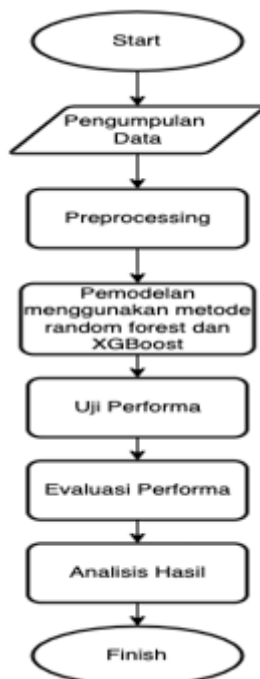 Start
Pengumpulan
Data
Preprocessing
Pemodelan
menggunakan metode
random forest dan
XGBoost
Uji Performa
Evaluasi Performa
Analisis Hasil
Finish